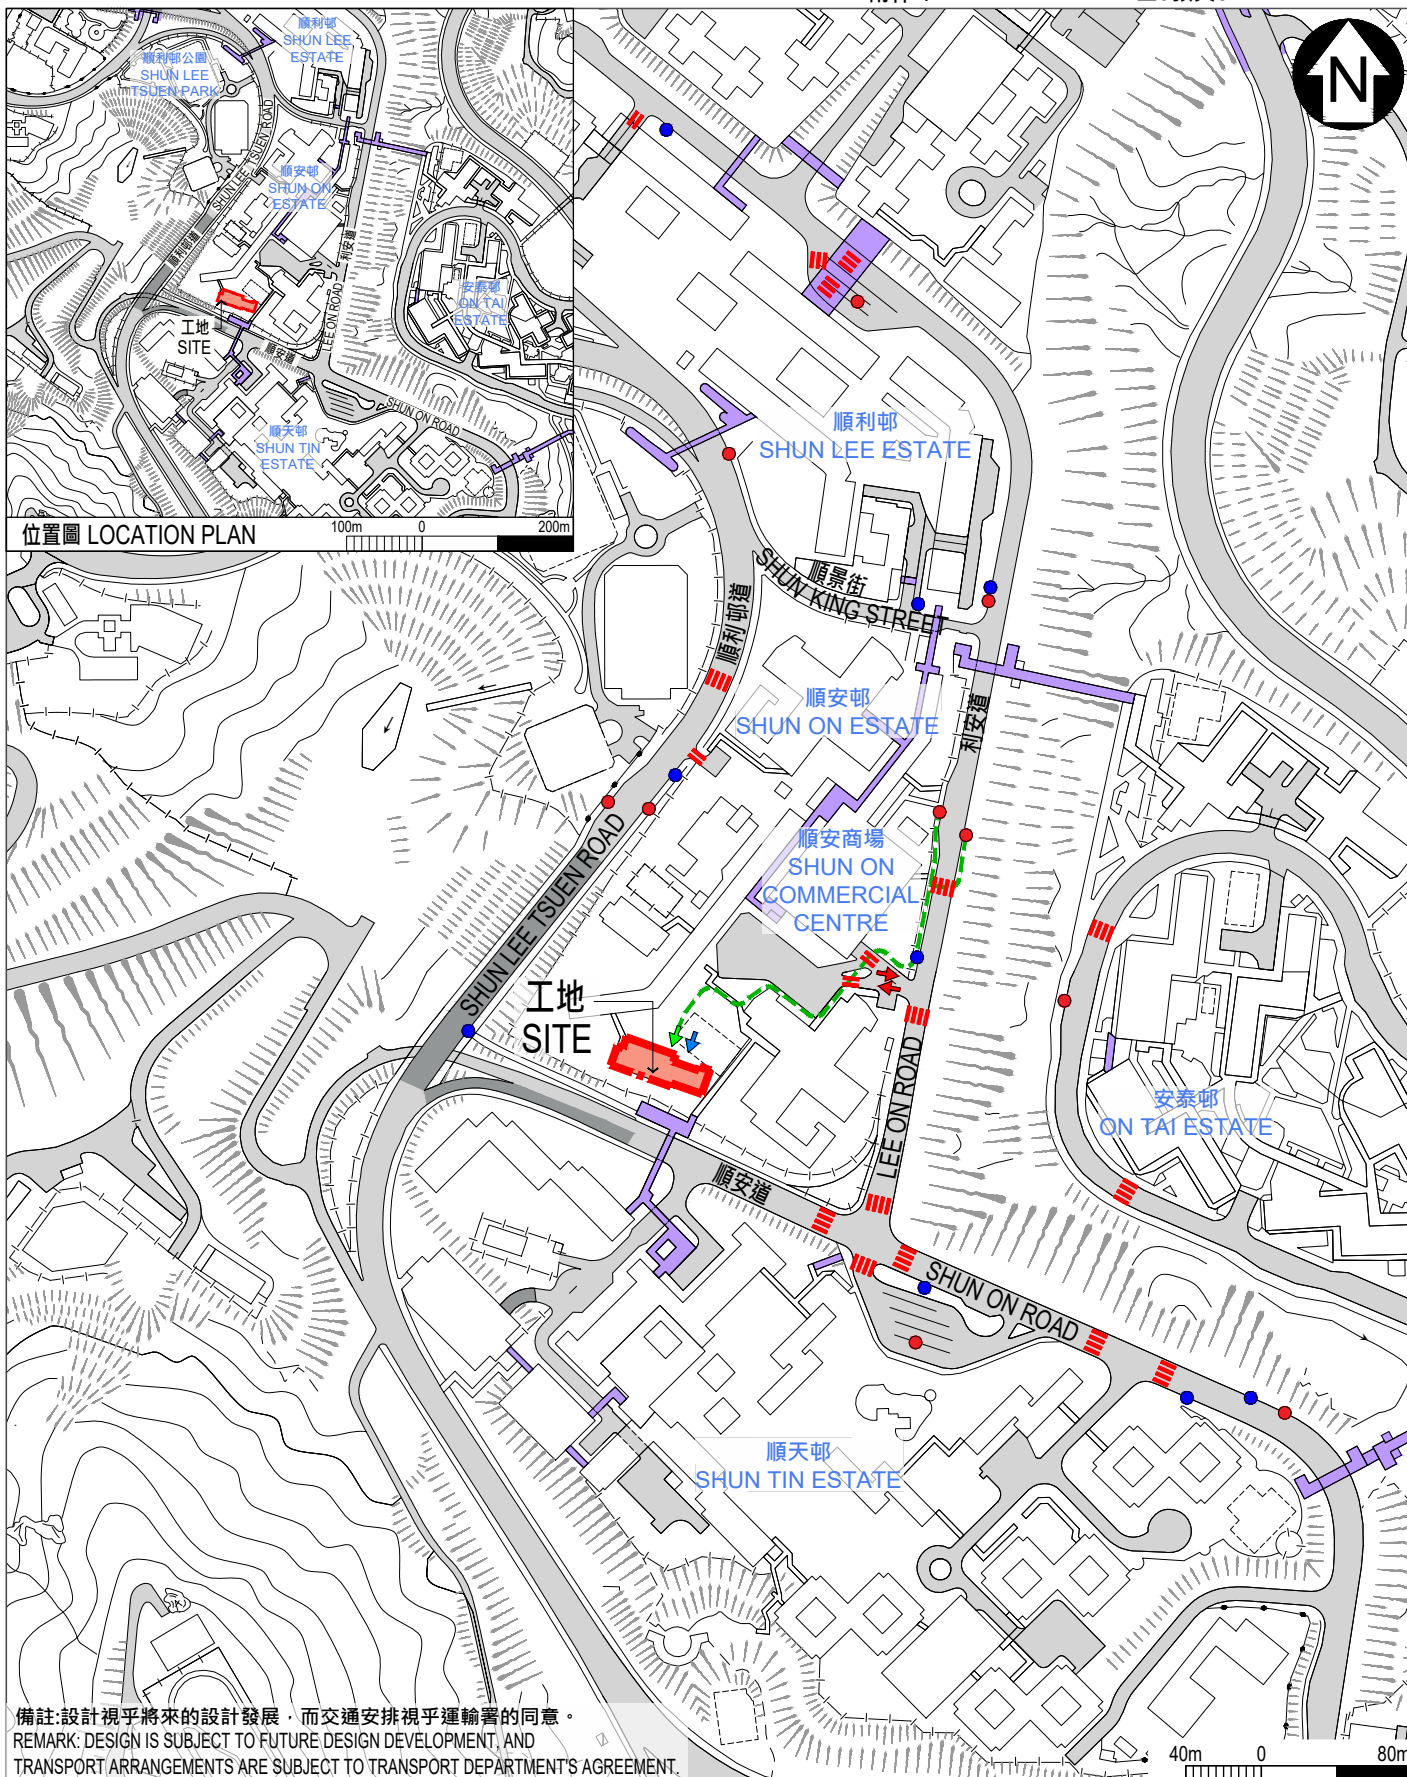 順利邨
SHUN LEE
ESTATE
順利邨公園
SHUN LEE
TSUEN PARK
SHUN LEE TSUEN ROAD
順利邨道
順安邨
SHUN ON
ESTATE
利安道
LEE ON ROAD
安泰邨
ON TAI
ESTATE
工地
SITE
順安道
SHUN ON ROAD
順天邨
SHUN TIN
ESTATE
位置圖 LOCATION PLAN
100m 0 200m
N
順利邨
SHUN LEE ESTATE
順景街
SHUN KING STREET
順利邨道
順安邨
SHUN ON ESTATE
利安道
順安商場
SHUN ON
COMMERCIAL
CENTRE
SHUN LEE TSUEN ROAD
工地
SITE
LEE ON ROAD
安泰邨
ON TAI ESTATE
順安道
SHUN ON ROAD
順天邨
SHUN TIN ESTATE
備註:設計視乎將來的設計發展，而交通安排視乎運輸署的同意。
REMARK: DESIGN IS SUBJECT TO FUTURE DESIGN DEVELOPMENT, AND
TRANSPORT ARRANGEMENTS ARE SUBJECT TO TRANSPORT DEPARTMENT'S AGREEMENT.
40m 0 80m